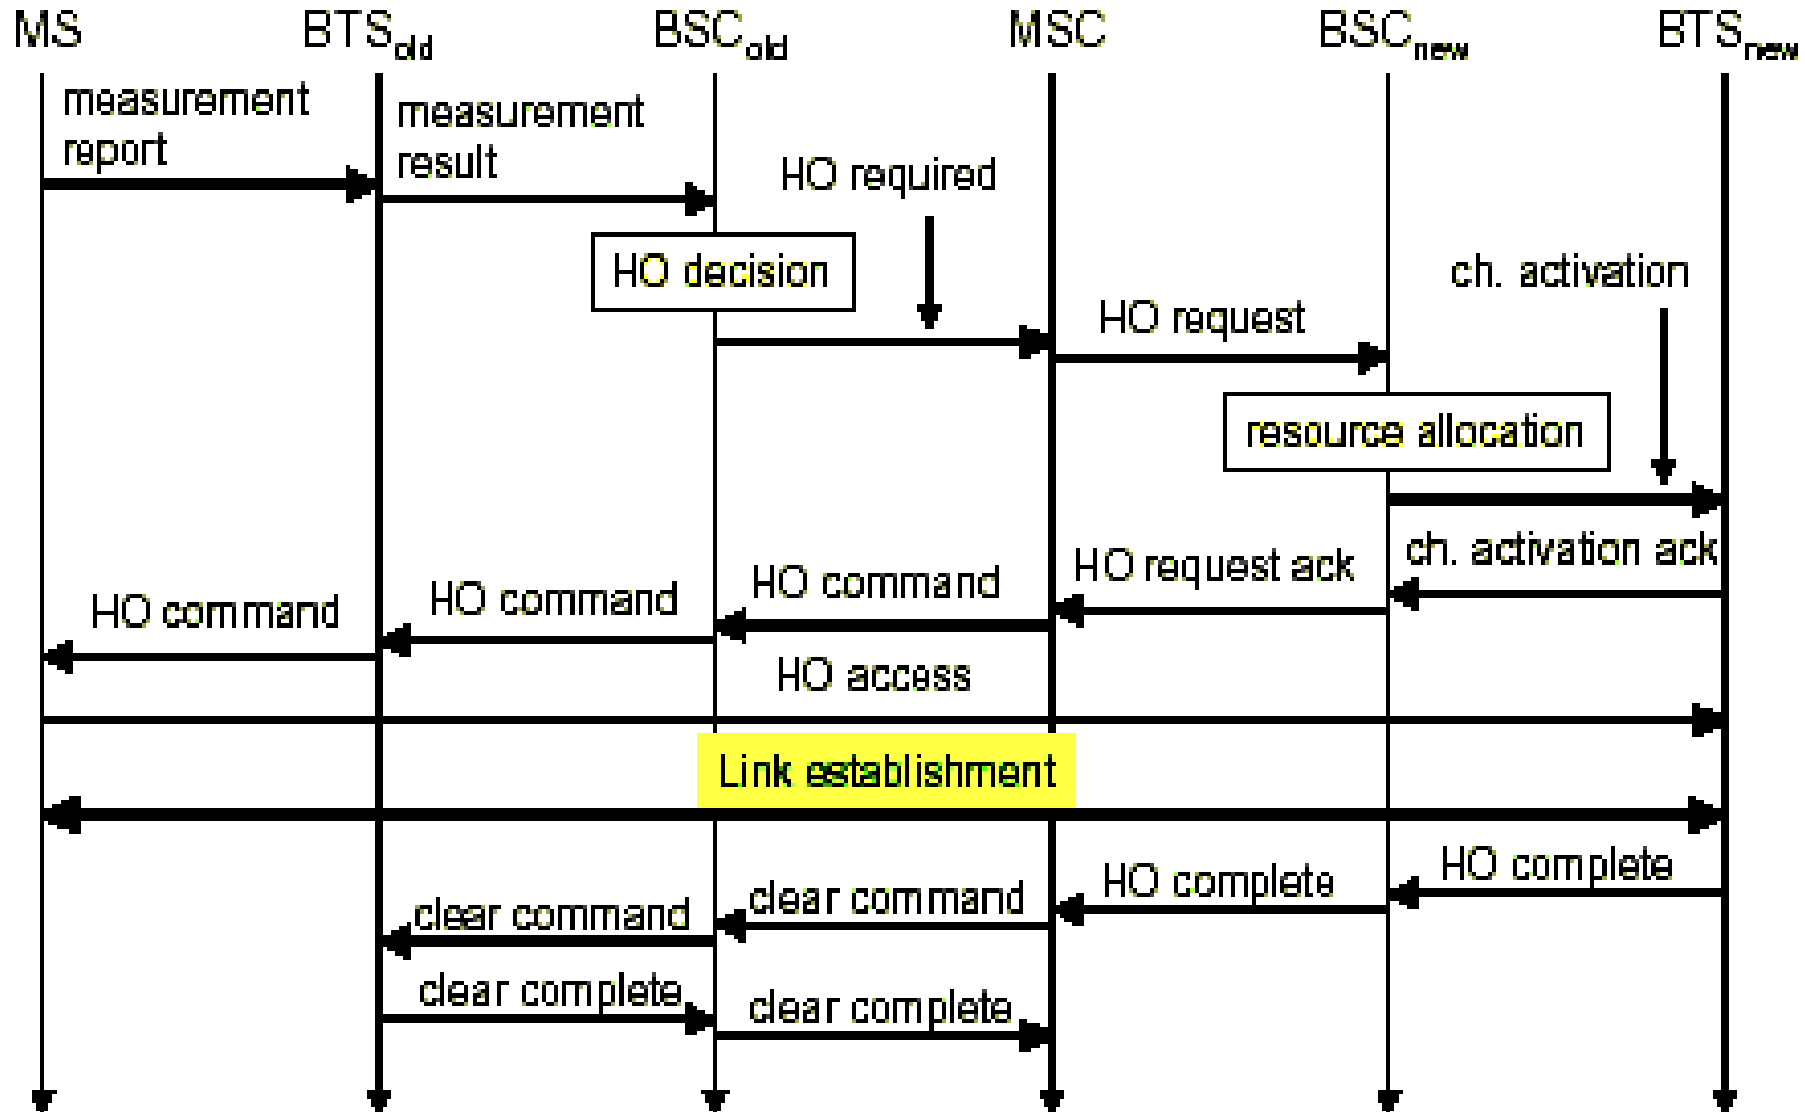 MS BTSold BSCold MSC BSCnew BTSnew
measurement
report
measurement
result
HO required
HO decision
ch. activation
HO request
resource allocation
ch. activation ack
HO request ack
HO command
HO command
HO command
HO access
Link establishment
HO complete
HO complete
clear command
clear command
clear complete
clear complete